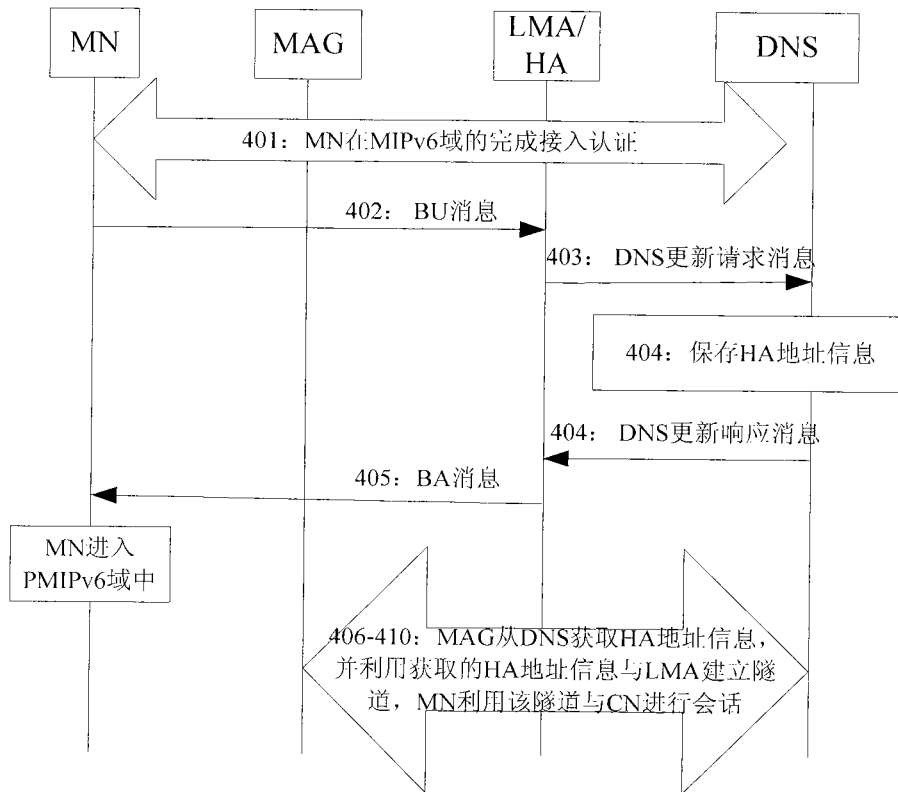 MN
MAG
LMA/
HA
DNS
401：MN在MIPv6域的完成接入认证
402： BU消息
403： DNS更新请求消息
404：保存HA地址信息
404： DNS更新响应消息
405：BA消息
MN进入
PMIPv6域中
406-410：MAG从DNS获取HA地址信息，
并利用获取的HA地址信息与LMA建立隧
道，MN利用该隧道与CN进行会话